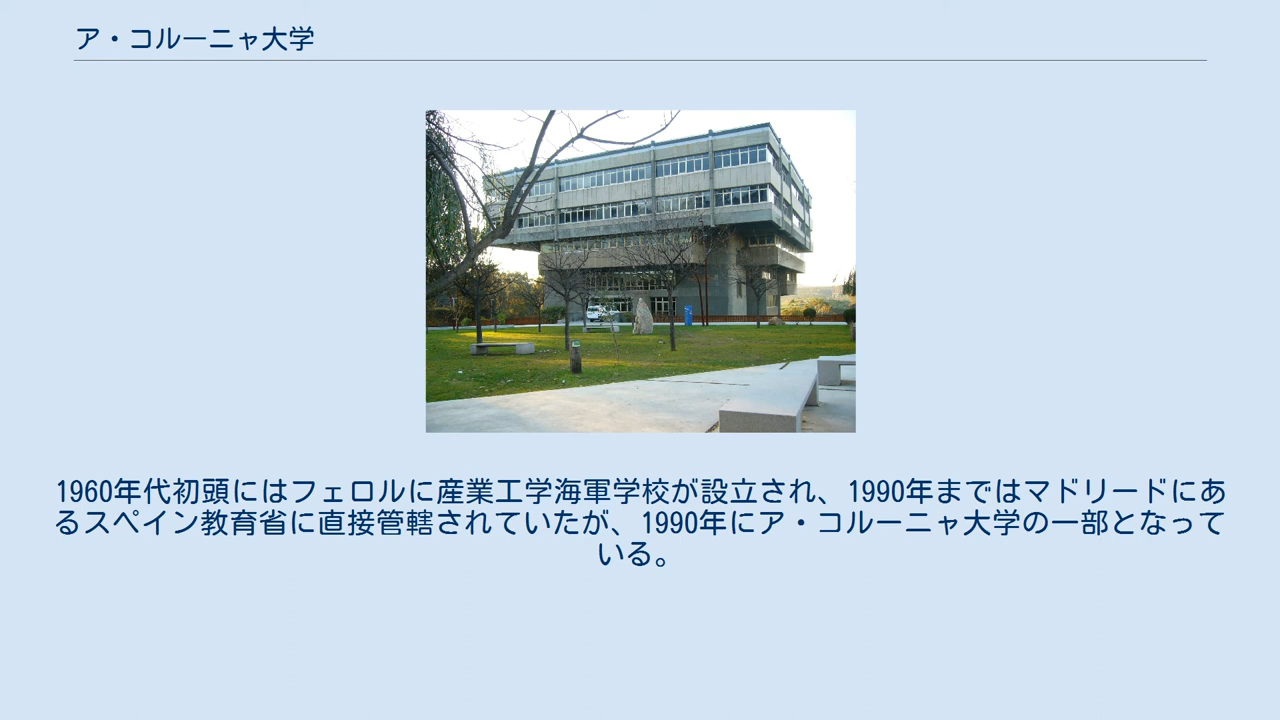 ア・コルーニャ大学
1960年代初頭にはフェロルに産業工学海軍学校が設立され、1990年まではマドリードにあ
るスペイン教育省に直接管轄されていたが、1990年にア・コルーニャ大学の一部となって
いる。